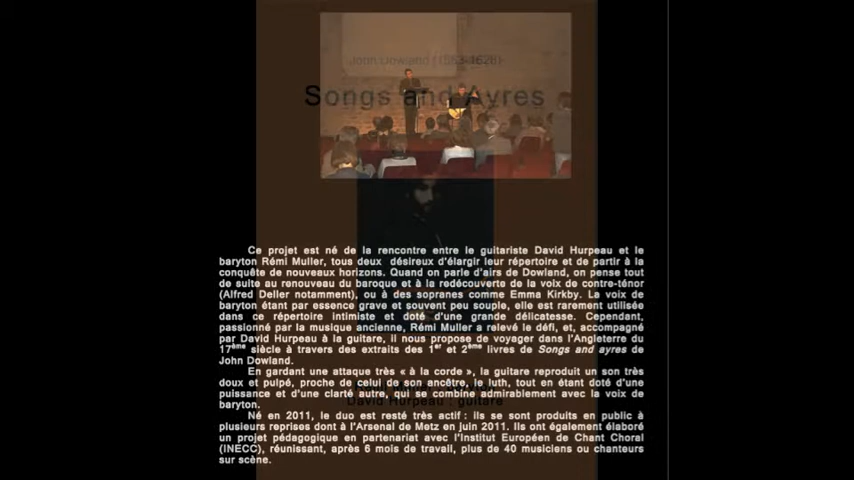 John Dowland (1563-1626)
Songs and Ayres
Ce projet est né de la rencontre entre le guitariste David Hurpeau et le
baryton Rémi Muller, tous deux désireux d'élargir leur répertoire et de partir à la
conquête de nouveaux horizons. Quand on parle d'airs de Dowland, on pense tout
de suite au renouveau du baroque et à la redécouverte de la voix de contre-ténor
(Alfred Deller notamment), ou à des sopranes comme Emma Kirkby. La voix de
baryton étant par essence grave et souvent peu souple, elle est rarement utilisée
dans ce répertoire intimiste et doté d'une grande délicatesse. Cependant,
passionné par la musique ancienne, Rémi Muller a relevé le défi, et, accompagné
par David Hurpeau à la guitare, il nous propose de voyager dans l'Angleterre du
17ème siècle à travers des extraits des 1er et 2ème livres de Songs and ayres de
John Dowland.
En gardant une attaque très « à la corde », la guitare reproduit un son très
doux et pulpé, proche de celui de son ancêtre, le luth, tout en étant doté d'une
puissance et d'une clarté autre, qui se combine admirablement avec la voix de
baryton.
David Hurpeau : guitare
Né en 2011, le duo est resté très actif : ils se sont produits en public à
plusieurs reprises dont à l'Arsenal de Metz en juin 2011. Ils ont également élaboré
un projet pédagogique en partenariat avec l'Institut Européen de Chant Choral
(INECC), réunissant, après 6 mois de travail, plus de 40 musiciens ou chanteurs
sur scène.